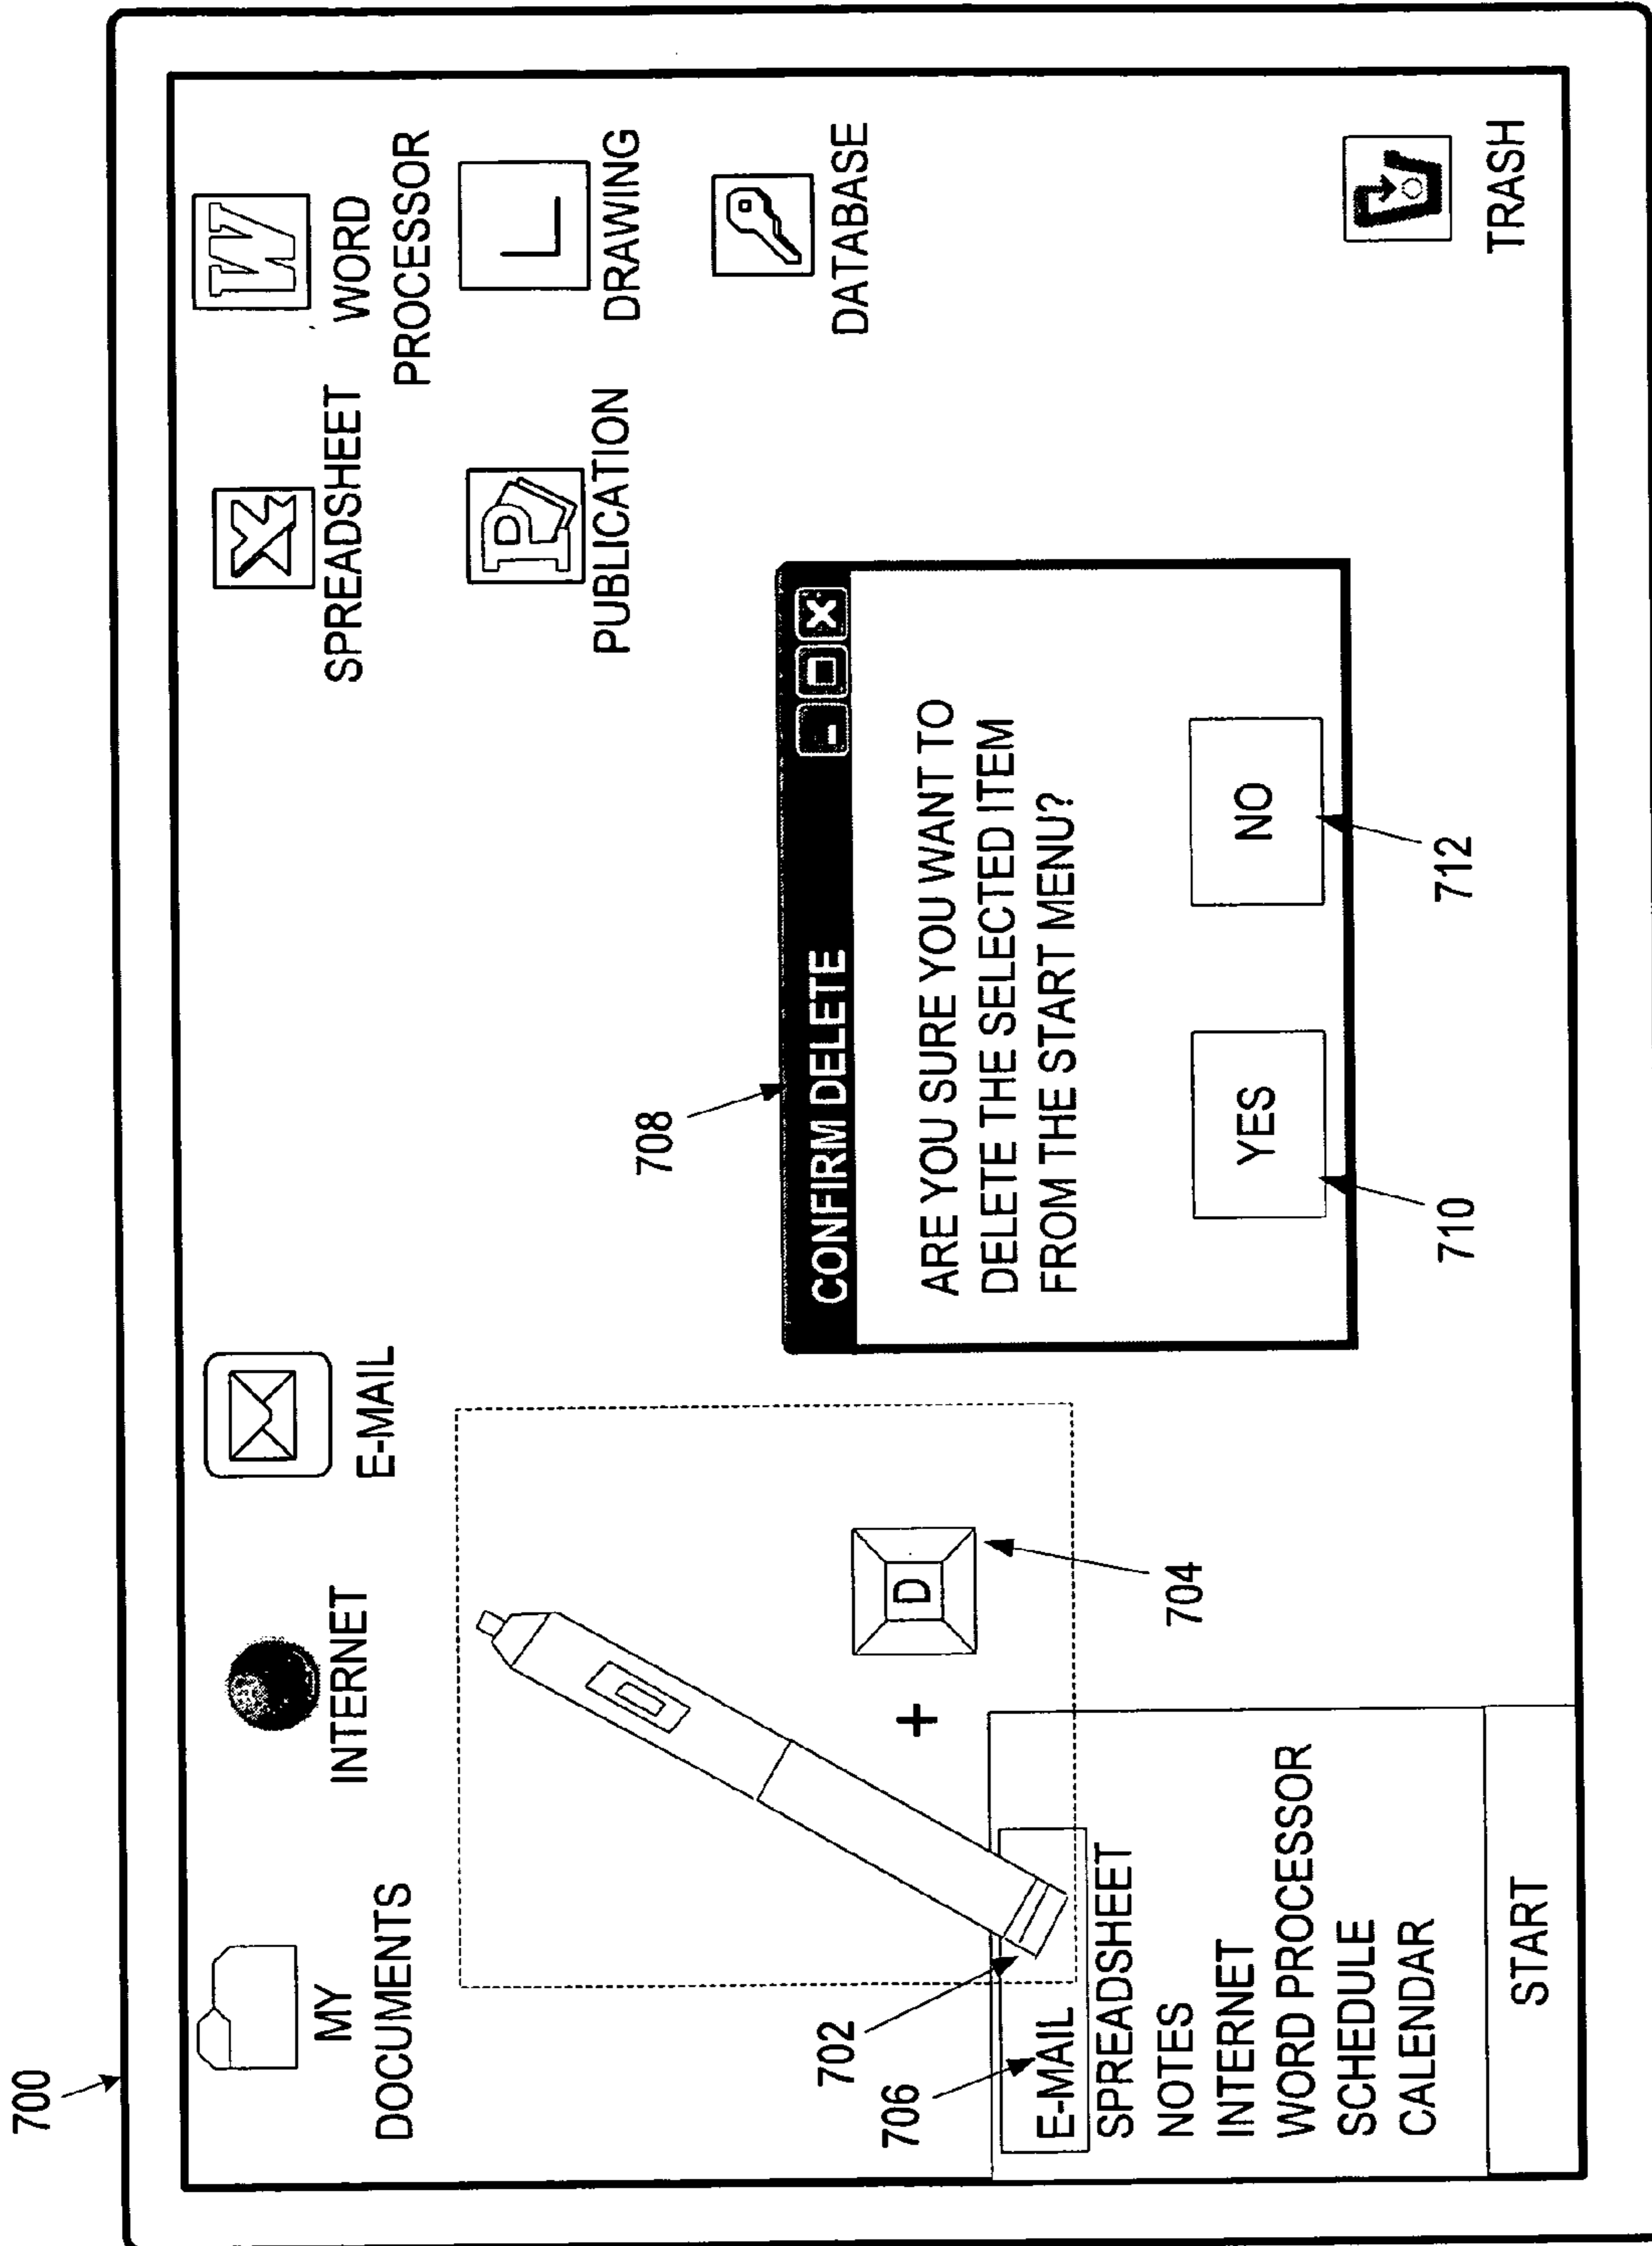 700
MY
DOCUMENTS
INTERNET
E-MAIL
X
SPREADSHEET
W
WORD
PROCESSOR
P
PUBLICATION
L
DRAWING
DATABASE
TRASH
708
CONFIRM DELETE
X
ARE YOU SURE YOU WANT TO
DELETE THE SELECTED ITEM
FROM THE START MENU?
YES
NO
710
712
+
D
704
702
706
E-MAIL
SPREADSHEET
NOTES
INTERNET
WORD PROCESSOR
SCHEDULE
CALENDAR
START